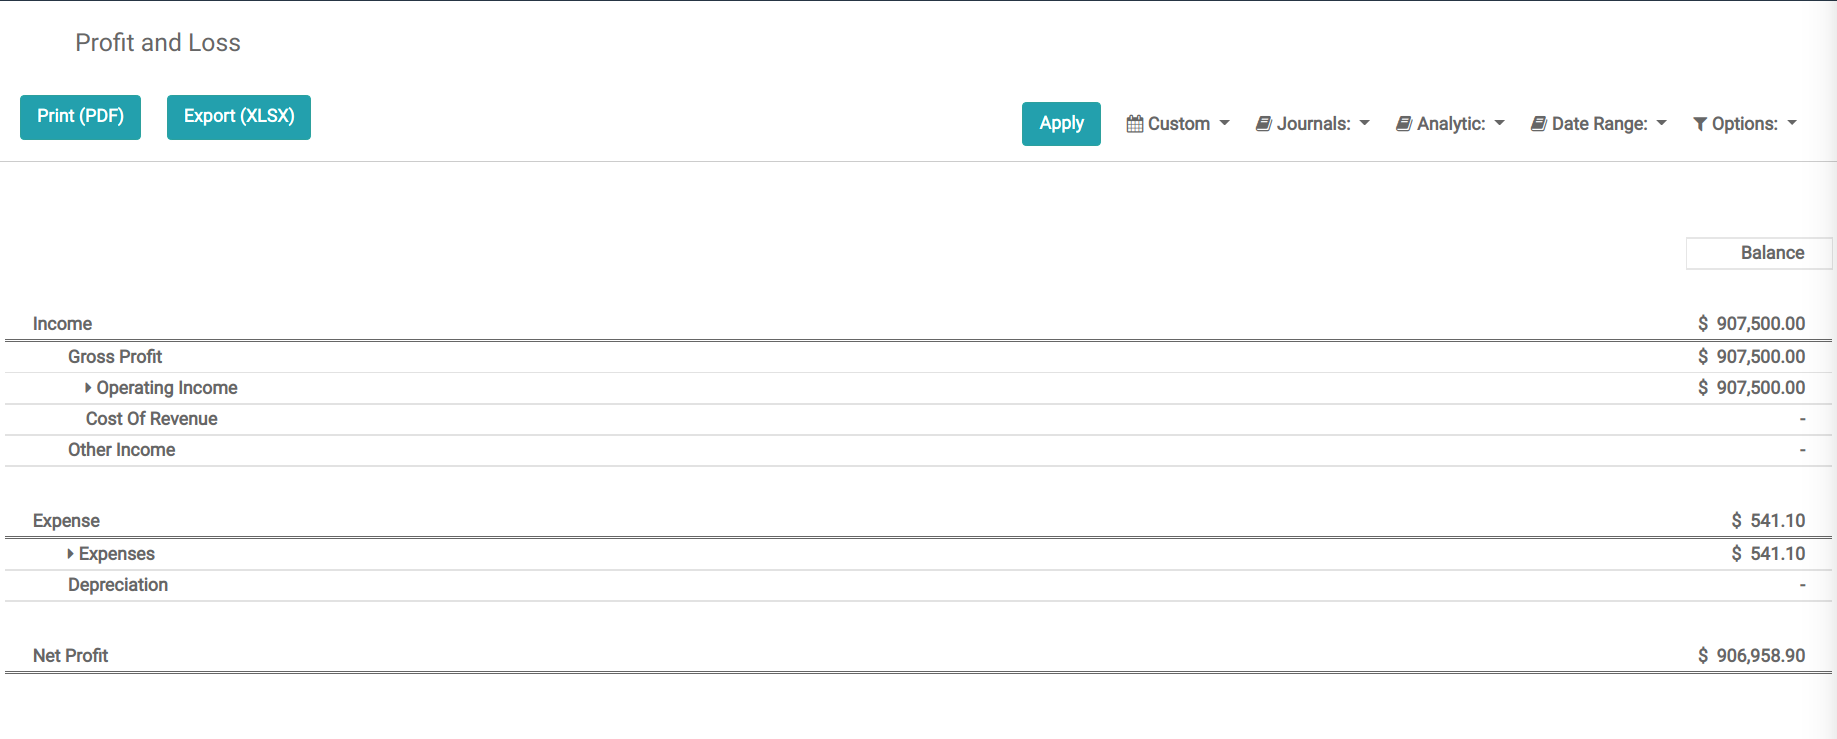 Profit and Loss
Print (PDF) Export (XLSX)
Apply Custom Journals: Analytic: Date Range: Options:
Balance
Income $ 907,500.00
Gross Profit $ 907,500.00
Operating Income $ 907,500.00
Cost Of Revenue -
Other Income -
Expense $ 541.10
Expenses $ 541.10
Depreciation -
Net Profit $ 906,958.90